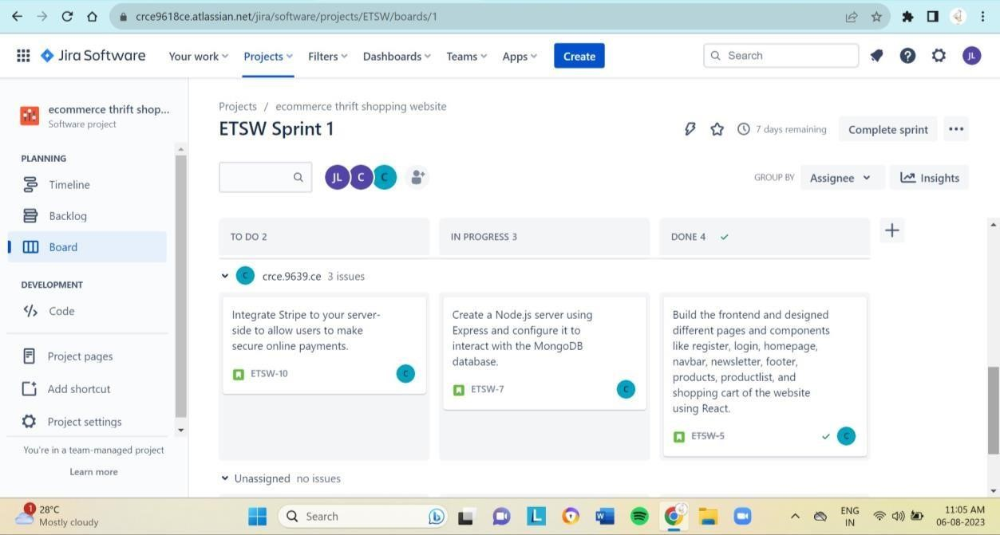 crce9618ce.atlassian.net/jira/software/projects/ETSW/boards/1
Jira Software Your work Projects Filters Dashboards Teams Apps Create Search JL
ecommerce thrift shop...
Software project
PLANNING
Timeline
Backlog
Board
DEVELOPMENT
Code
Project pages
Add shortcut
Project settings
You're in a team-managed project
Learn more
Projects / ecommerce thrift shopping website
ETSW Sprint 1
7 days remaining Complete sprint
JL C C GROUP BY Assignee Insights
TO DO 2 IN PROGRESS 3 DONE 4
C crce.9639.ce 3 issues
Integrate Stripe to your server-
side to allow users to make
secure online payments.
ETSW-10 C
Create a Node.js server using
Express and configure it to
interact with the MongoDB
database.
ETSW-7 C
Build the frontend and designed
different pages and components
like register, login, homepage,
navbar, newsletter, footer,
products, productlist, and
shopping cart of the website
using React.
ETSW-5 C
Unassigned no issues
1 28°C
Mostly cloudy
Search
L
W
ENG
IN
11:05 AM
06-08-2023